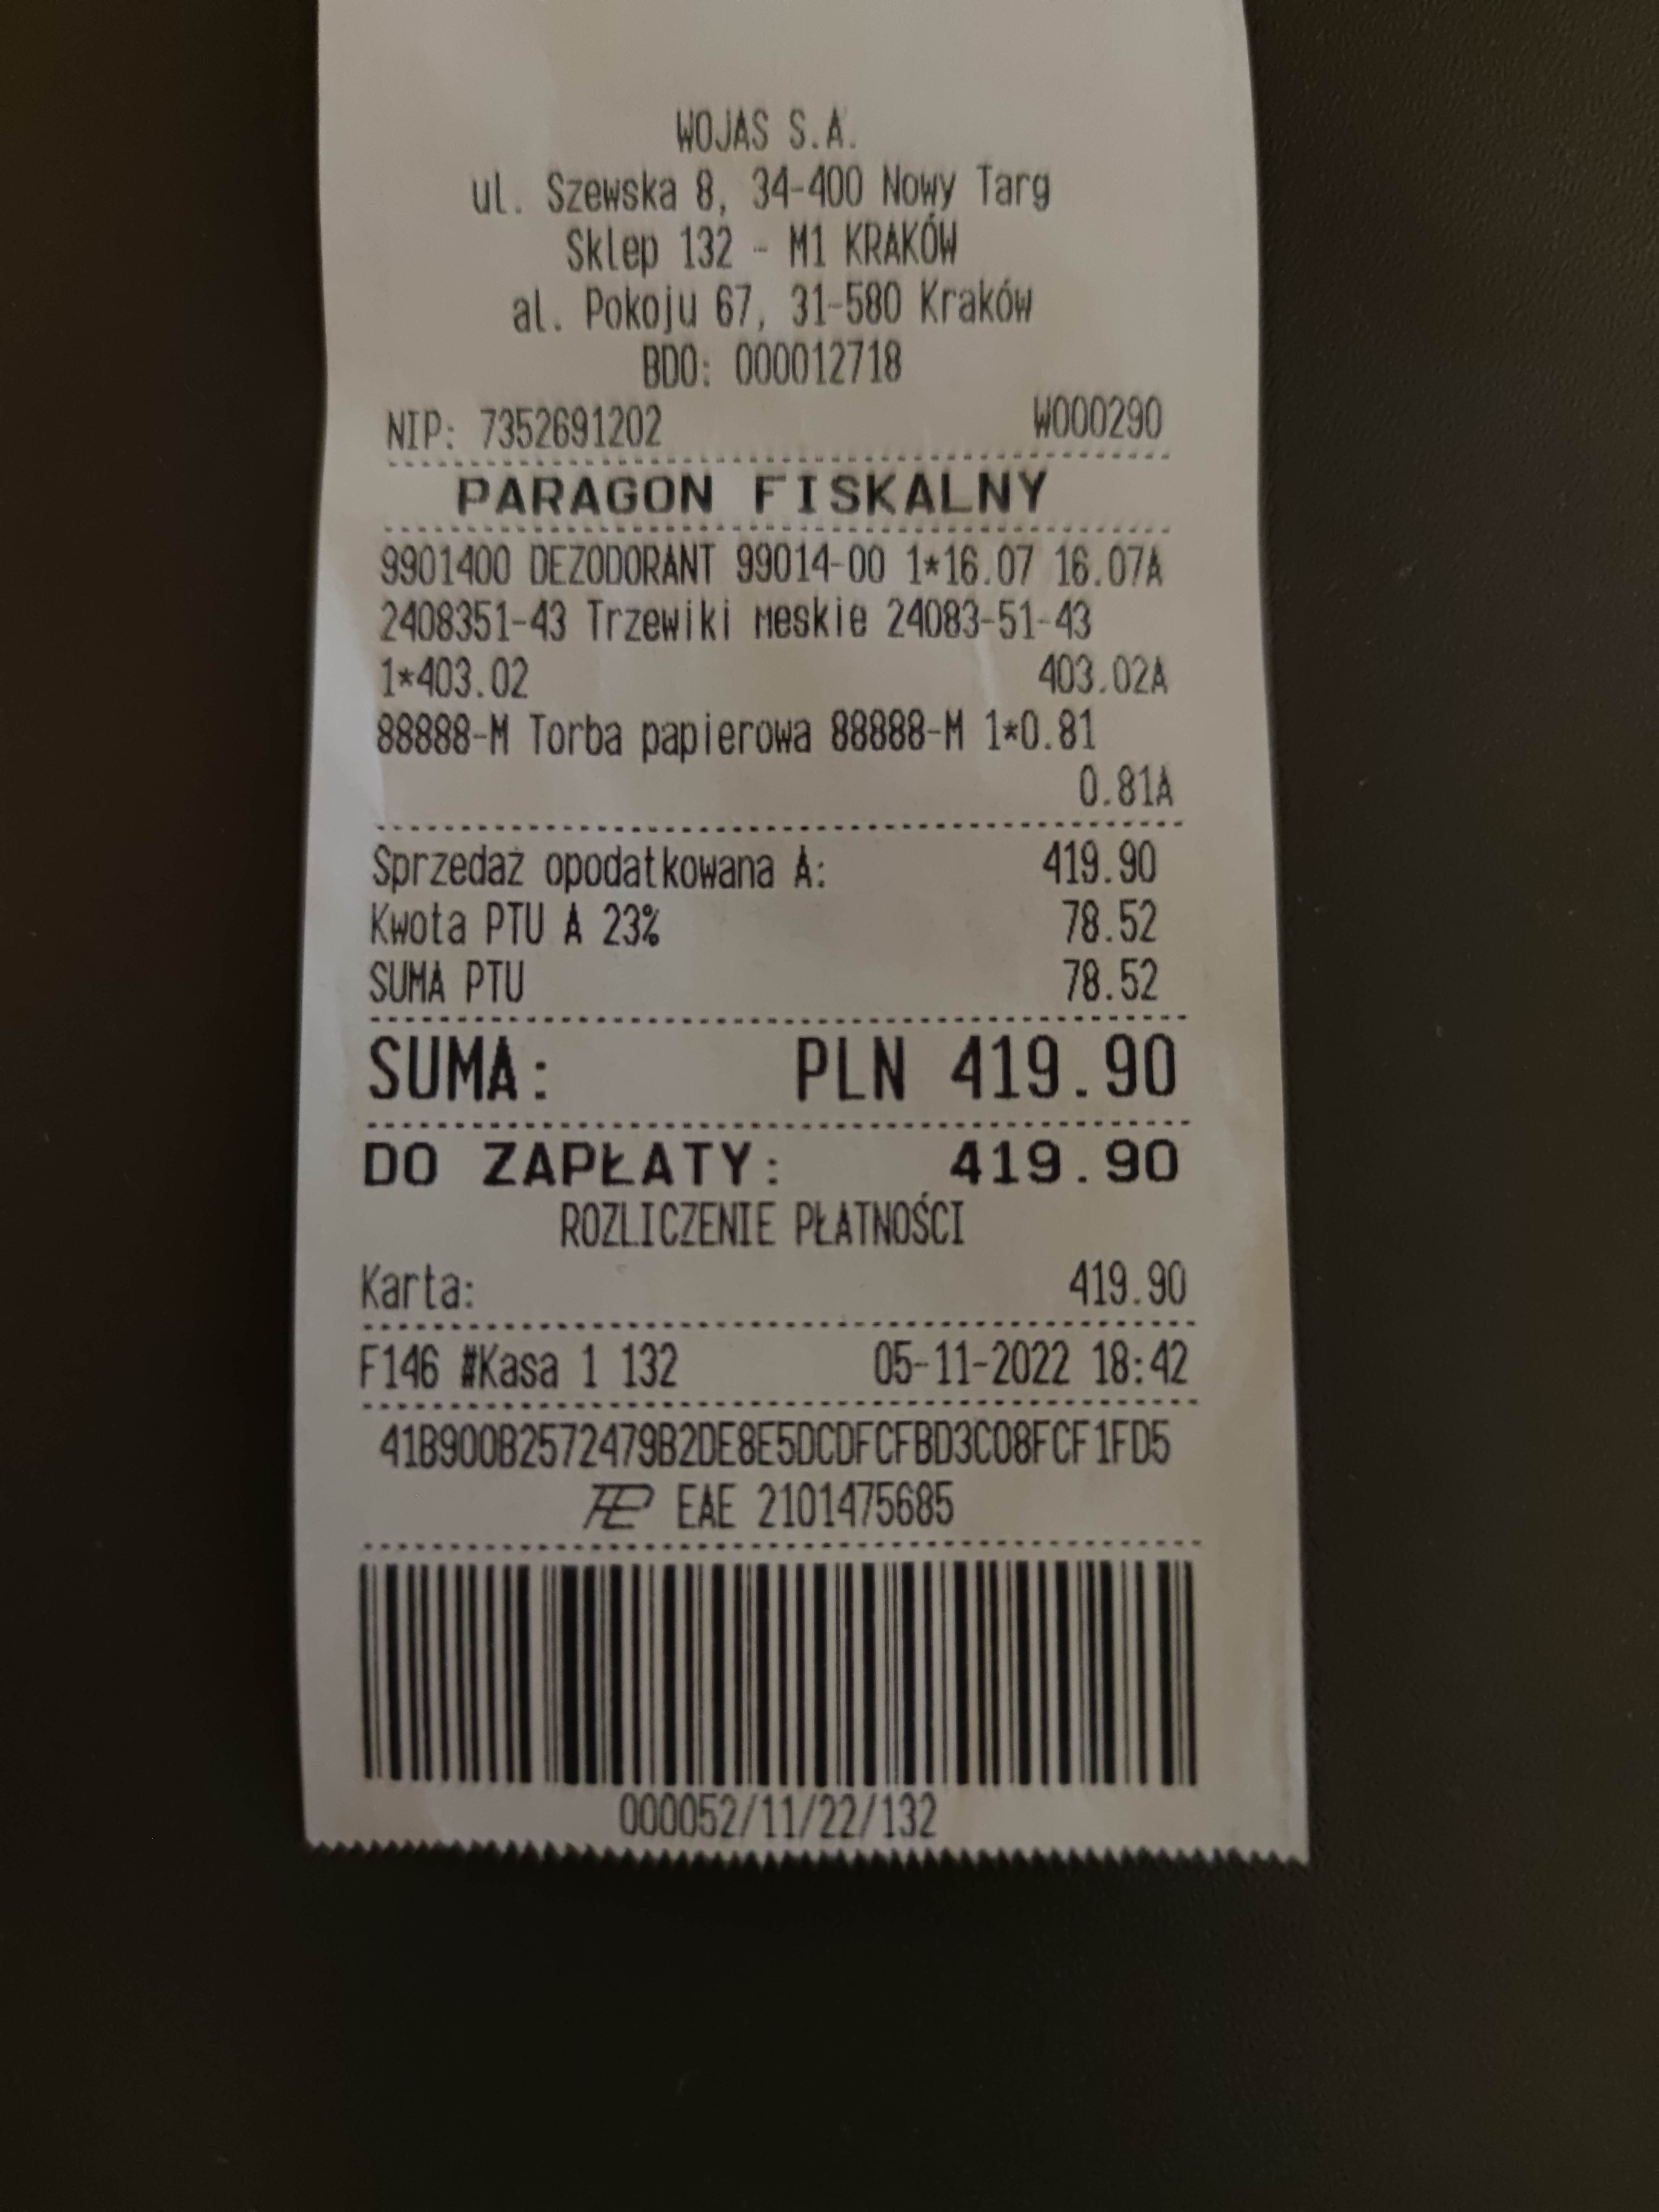 WOJAS S.A.
ul. Szewska 8, 34-400 Nowy Targ
Sklep 132 - M1 KRAKÓW
al. Pokoju 67, 31-580 Kraków
BDO: 000012718
NIP: 7352691202 W000290
PARAGON FISKALNY
9901400 DEZODORANT 99014-00 1*16.07 16.07A
2408351-43 Trzewiki meskie 24083-51-43
1*403.02 403.02A
88888-M Torba papierowa 88888-M 1*0.81
0.81A
Sprzedaż opodatkowana A: 419.90
Kwota PTU A 23% 78.52
SUMA PTU 78.52
SUMA: PLN 419.90
DO ZAPŁATY: 419.90
ROZLICZENIE PŁATNOŚCI
Karta: 419.90
F146 #Kasa 1 132 05-11-2022 18:42
41B900B2572479B2DE8E5DCDFCFBD3C08FCF1FD5
EAE 2101475685
000052/11/22/132